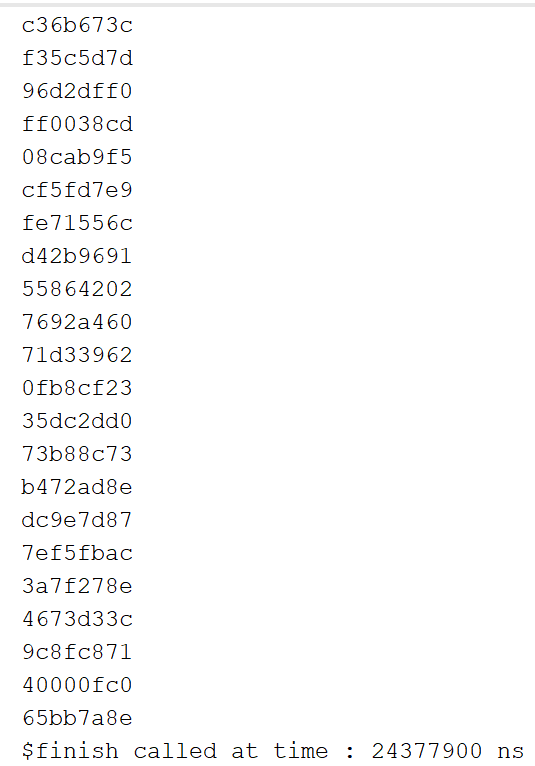 c36b673c
f35c5d7d
96d2dff0
ff0038cd
08cab9f5
cf5fd7e9
fe71556c
d42b9691
55864202
7692a460
71d33962
0fb8cf23
35dc2dd0
73b88c73
b472ad8e
dc9e7d87
7ef5fbac
3a7f278e
4673d33c
9c8fc871
40000fc0
65bb7a8e
$finish called at time : 24377900 ns